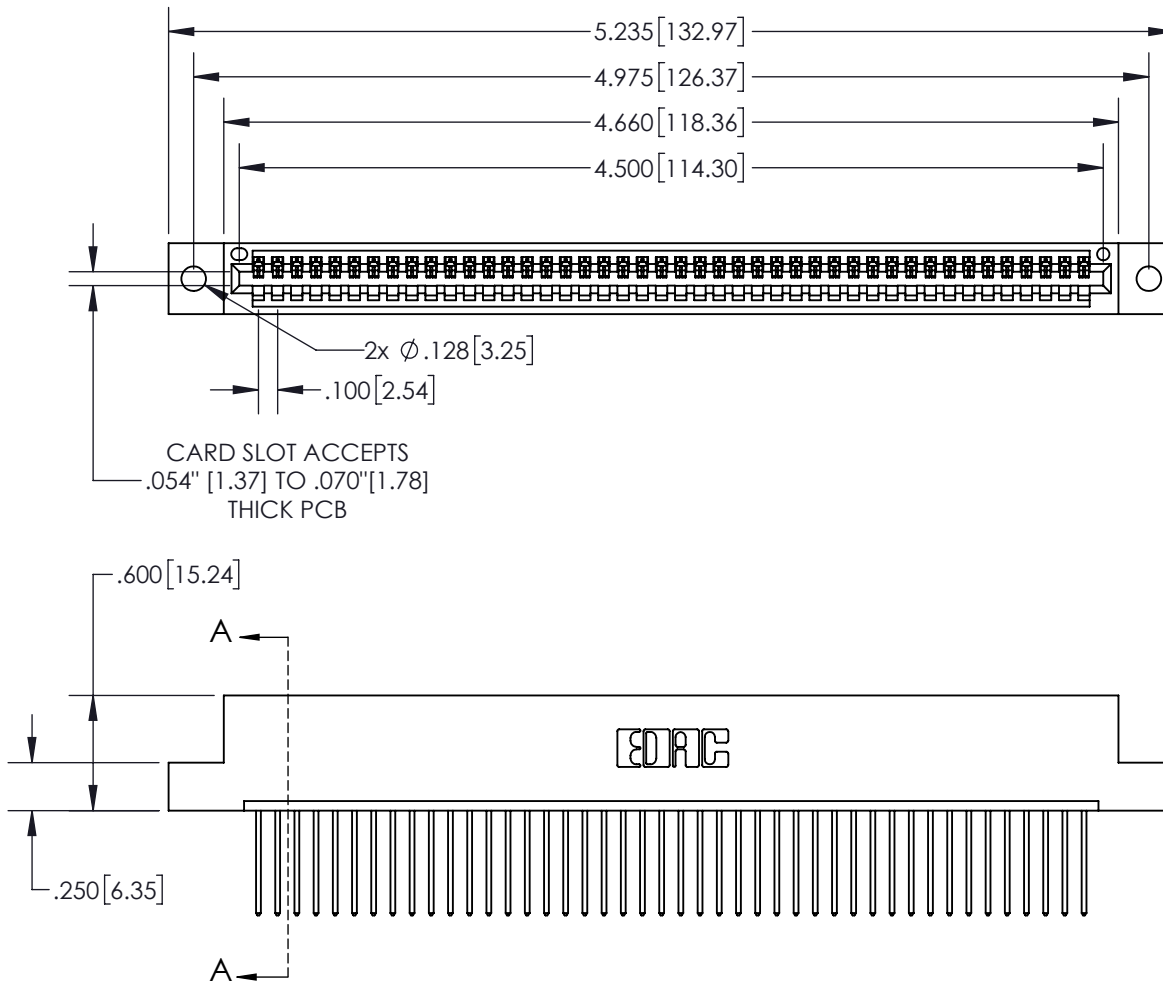 5.235[132.97]
4.975[126.37]
4.660[118.36]
4.500[114.30]
2x Ø.128[3.25]
.100[2.54]
CARD SLOT ACCEPTS
.054" [1.37] TO .070"[1.78]
THICK PCB
.600[15.24]
A
EDAC
.250[6.35]
A